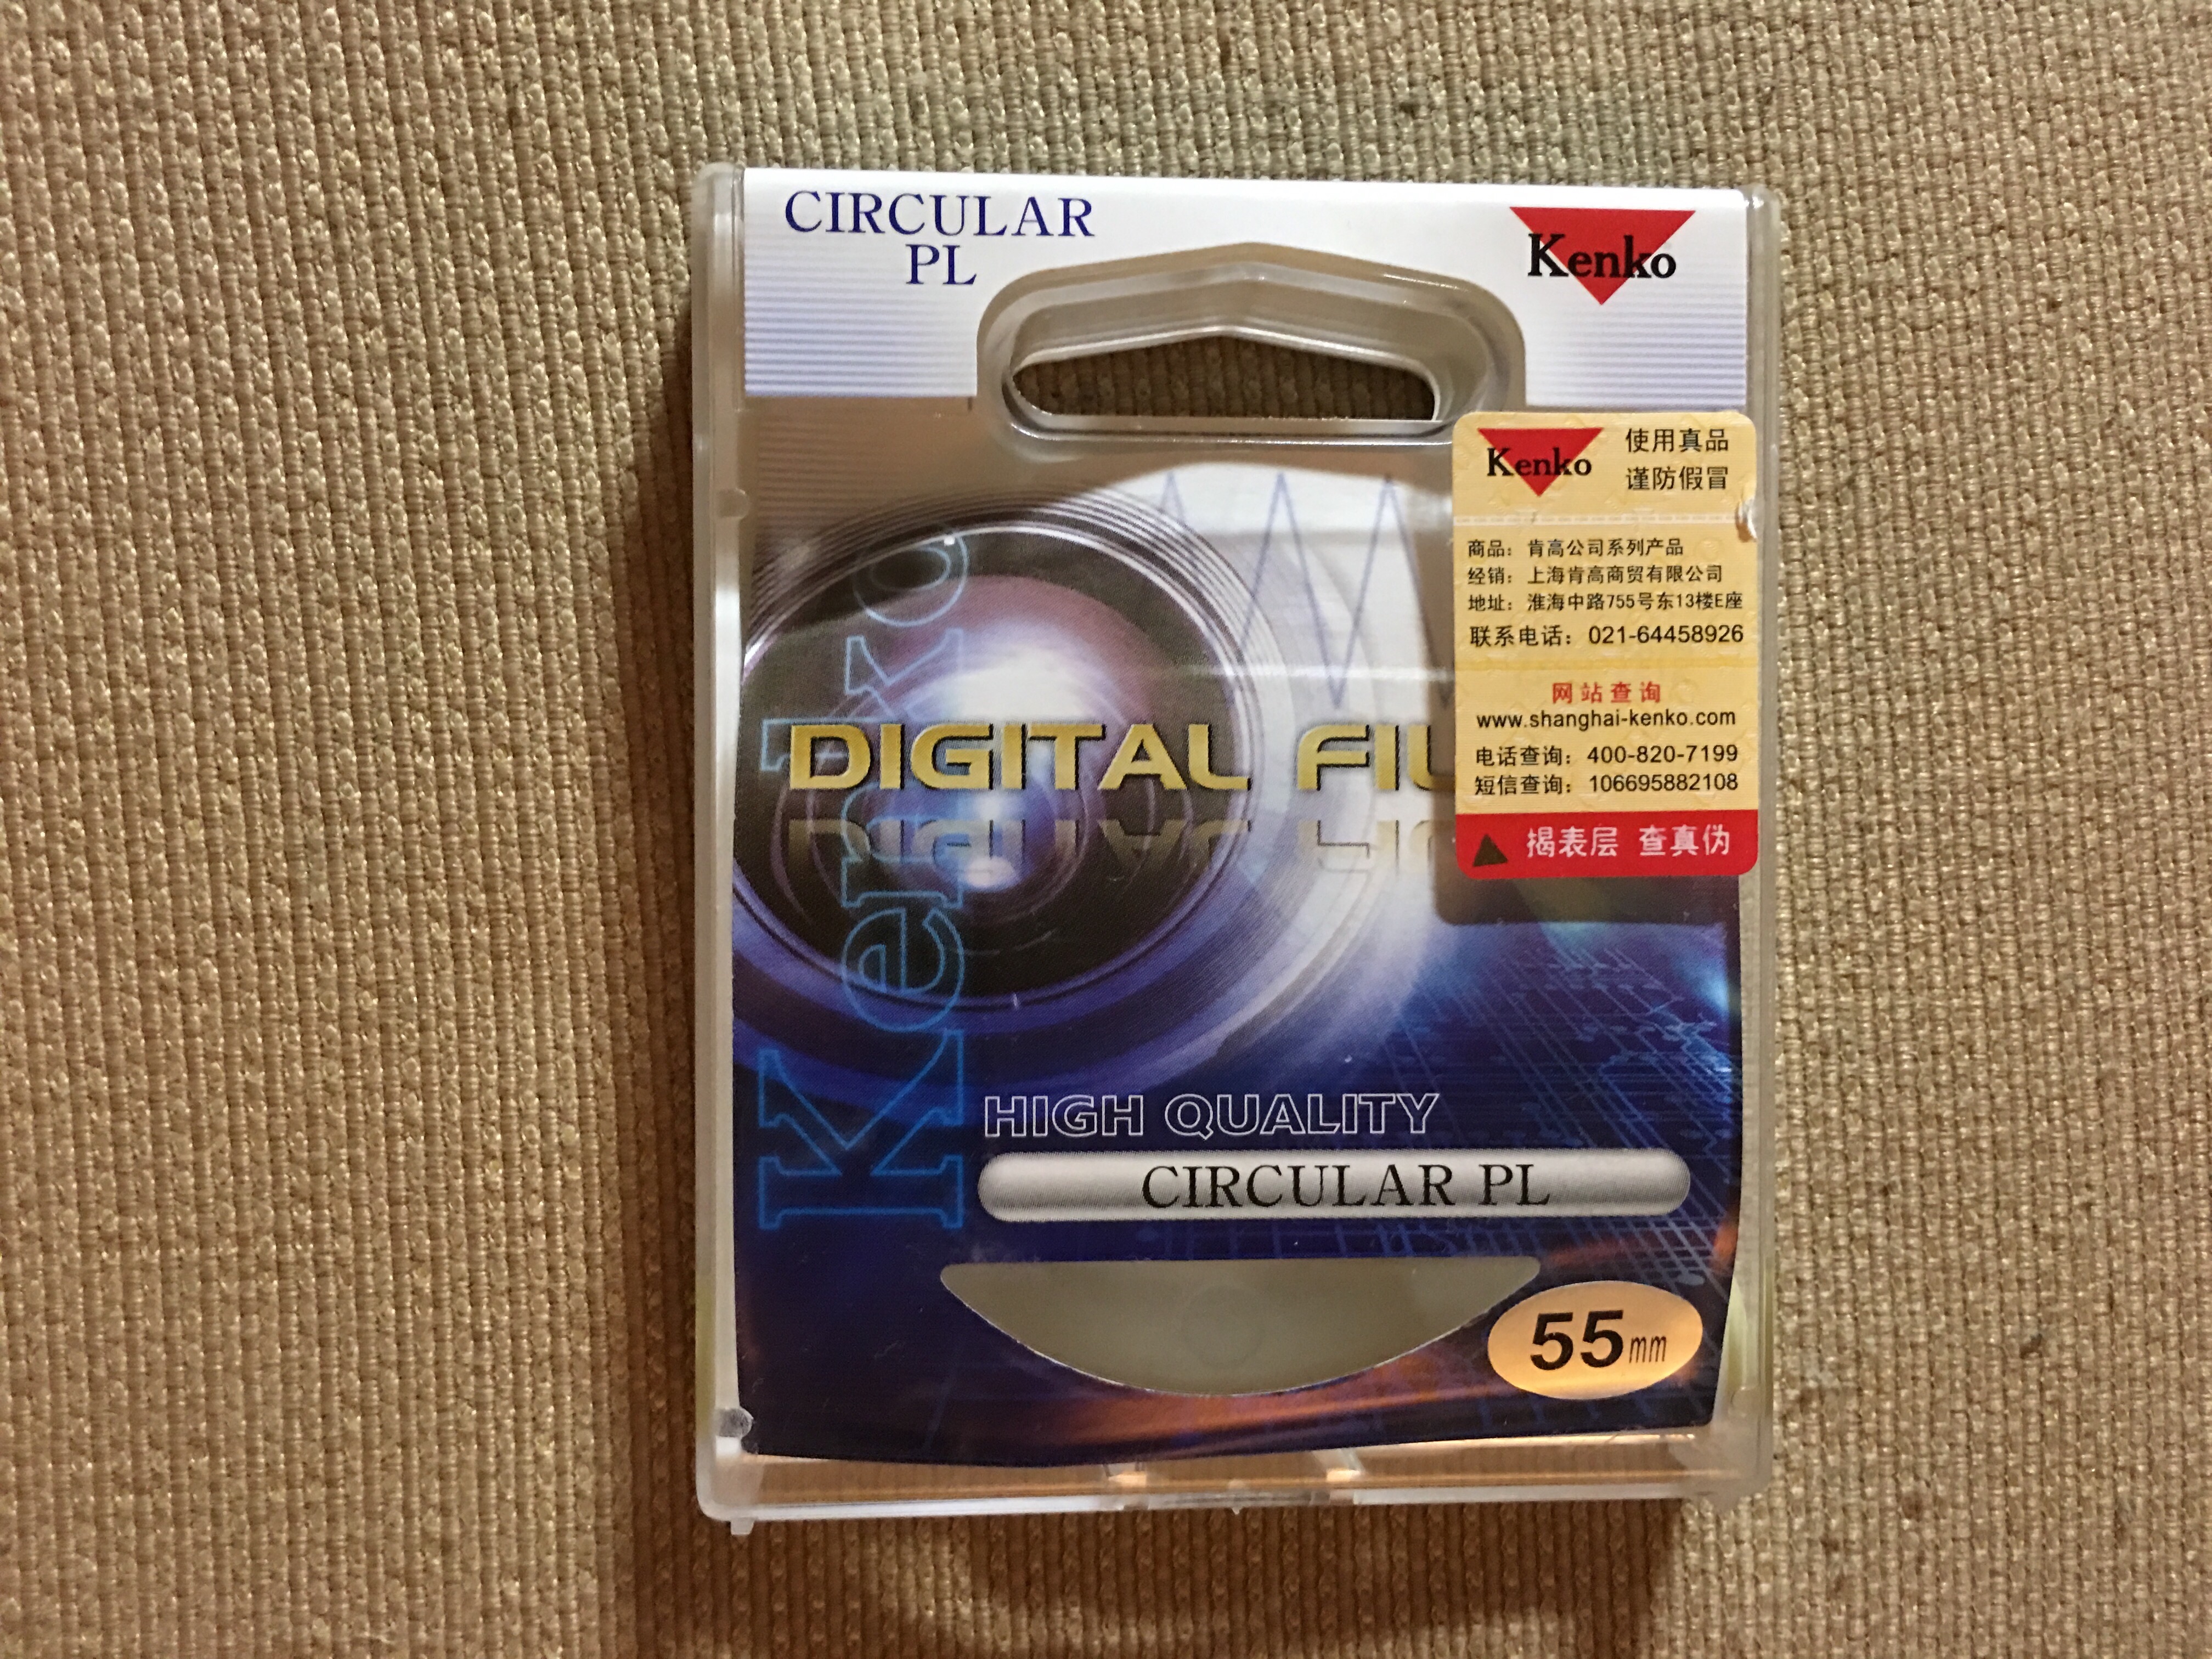 CIRCULAR
PL
Kenko
Kenko
使用真品
谨防假冒
商品：肯高公司系列产品
经销：上海肯高商贸有限公司
地址：淮海中路755号东13楼E座
联系电话：021-64458926
网站查询
www.shanghai-kenko.com
电话查询：400-820-7199
短信查询：106695882108
揭表层 查真伪
DIGITAL FIL
Kenko
HIGH QUALITY
CIRCULAR PL
55mm